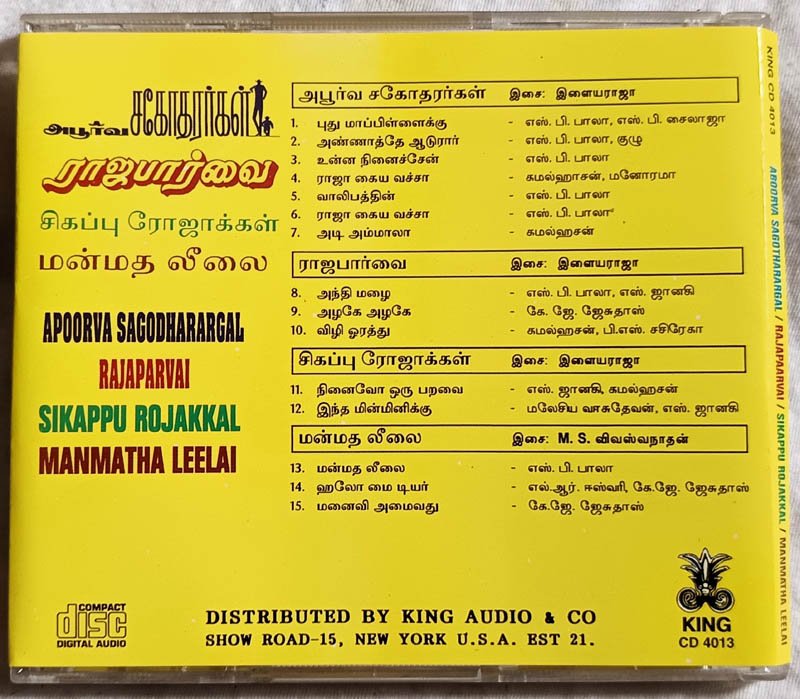 அபூர்வ சகோதரர்கள்
ராஜபார்வை
சிகப்பு ரோஜாக்கள்
மன்மத லீலை
APOORVA SAGODHARARGAL
RAJAPARVAI
SIKAPPU ROJAKKAL
MANMATHA LEELAI
அபூர்வ சகோதரர்கள் இசை: இளையராஜா
1. புது மாப்பிள்ளைக்கு - எஸ். பி. பாலா, எஸ். பி. சைலாஜா
2. அண்ணாத்தே ஆடுரார் - எஸ். பி. பாலா, குழு
3. உன்ன நினைச்சேன் - எஸ். பி. பாலா
4. ராஜா கைய வச்சா - கமல்ஹாசன், மனோரமா
5. வாலிபத்தின் - எஸ். பி. பாலா
6. ராஜா கைய வச்சா - எஸ். பி. பாலா
7. அடி அம்மாலா - கமல்ஹசன்
ராஜபார்வை இசை: இளையராஜா
8. அந்தி மழை - எஸ். பி. பாலா, எஸ். ஜானகி
9. அழகே அழகே - கே. ஜே. ஜேசுதாஸ்
10. விழி ஓரத்து - கமல்ஹசன், பி.எஸ். சசிரேகா
சிகப்பு ரோஜாக்கள் இசை: இளையராஜா
11. நினைவோ ஒரு பறவை - எஸ். ஜானகி, கமல்ஹசன்
12. இந்த மின்மினிக்கு - மலேசிய வாசுதேவன், எஸ். ஜானகி
மன்மத லீலை இசை: M. S. விவஸ்வநாதன்
13. மன்மத லீலை - எஸ். பி. பாலா
14. ஹலோ மை டியர் - எல்.ஆர். ஈஸ்வரி, கே.ஜே. ஜேசுதாஸ்
15. மனைவி அமைவது - கே.ஜே. ஜேசுதாஸ்
COMPACT
disc
DIGITAL AUDIO
DISTRIBUTED BY KING AUDIO & CO
SHOW ROAD-15, NEW YORK U.S.A. EST 21.
KING
CD 4013
KING CD 4013
APOORVA SAGOTHARARGAL / RAJAPAARVAI / SIKAPPU ROJAKKAL / MANMATHA LEELAI